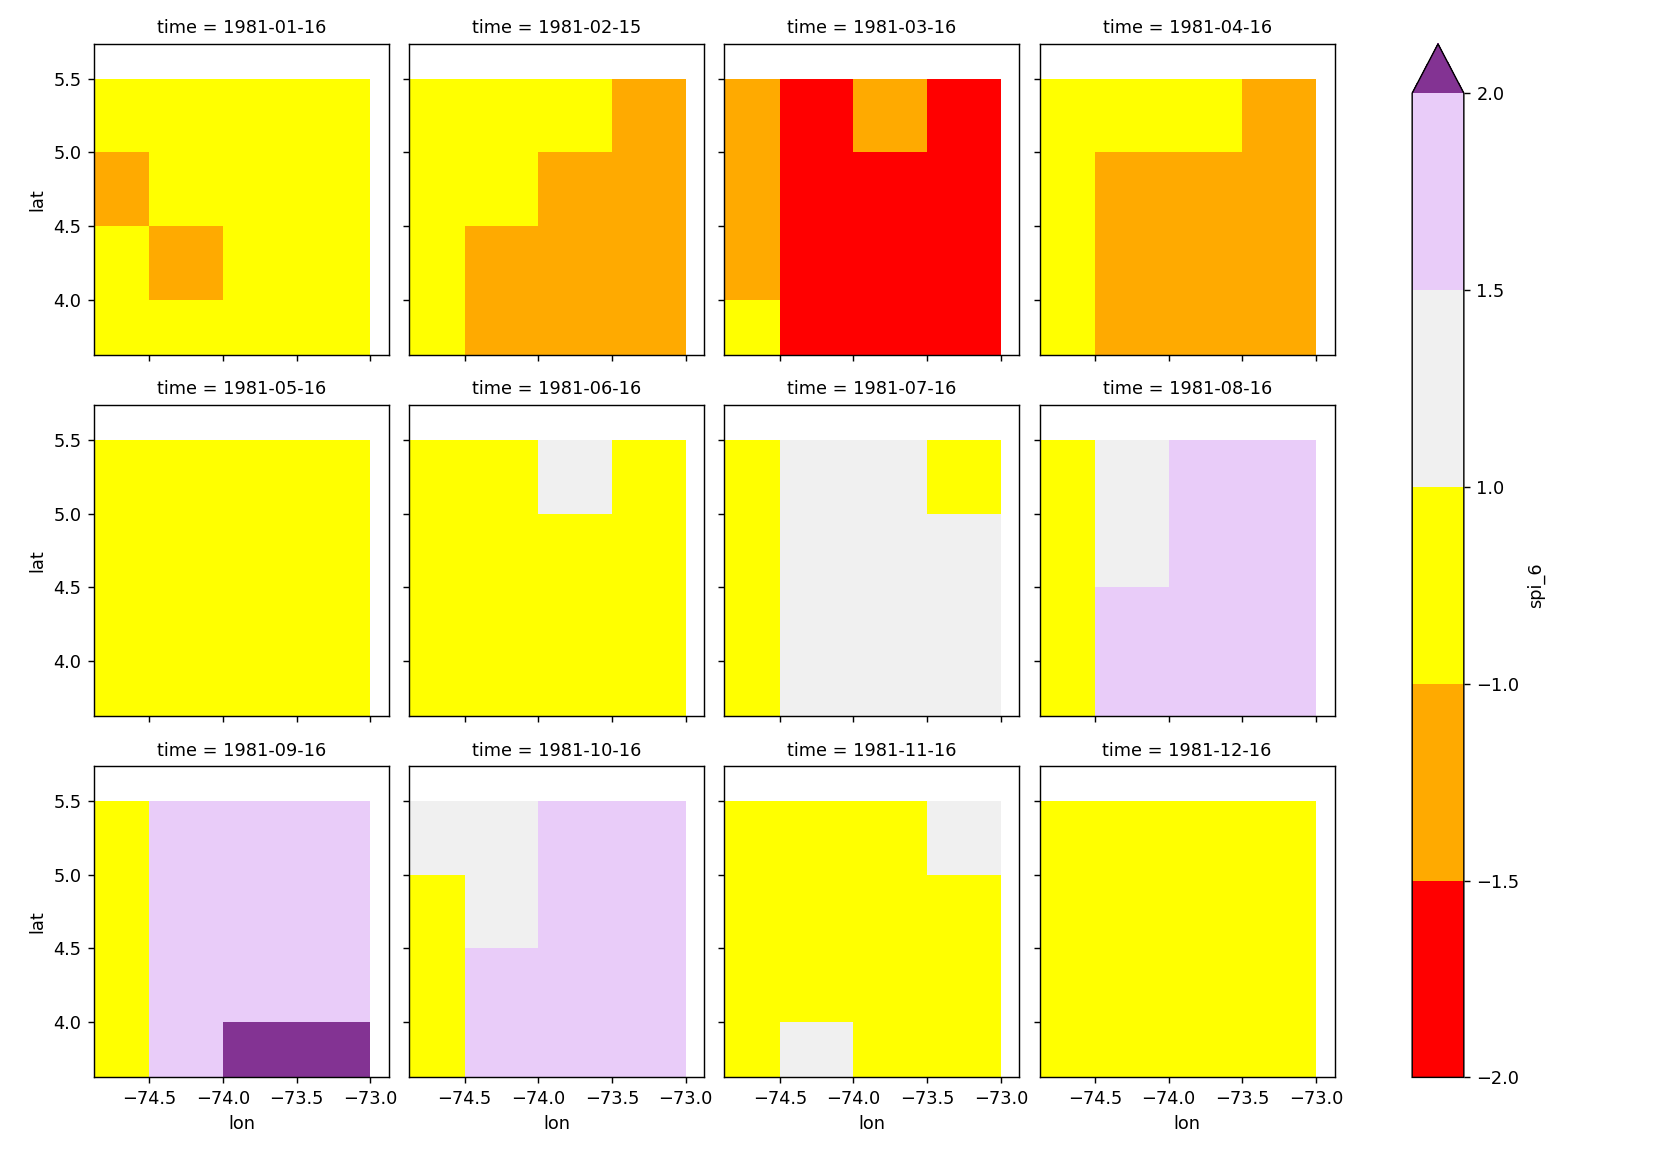 time = 1981-01-16 time = 1981-02-15 time = 1981-03-16 time = 1981-04-16
5.5
5.0
4.5
4.0
lat
time = 1981-05-16 time = 1981-06-16 time = 1981-07-16 time = 1981-08-16
5.5
5.0
4.5
4.0
lat
time = 1981-09-16 time = 1981-10-16 time = 1981-11-16 time = 1981-12-16
5.5
5.0
4.5
4.0
lat
−74.5 −74.0 −73.5 −73.0 −74.5 −74.0 −73.5 −73.0 −74.5 −74.0 −73.5 −73.0 −74.5 −74.0 −73.5 −73.0
lon lon lon lon
2.0
1.5
1.0
−1.0
−1.5
−2.0
spi_6